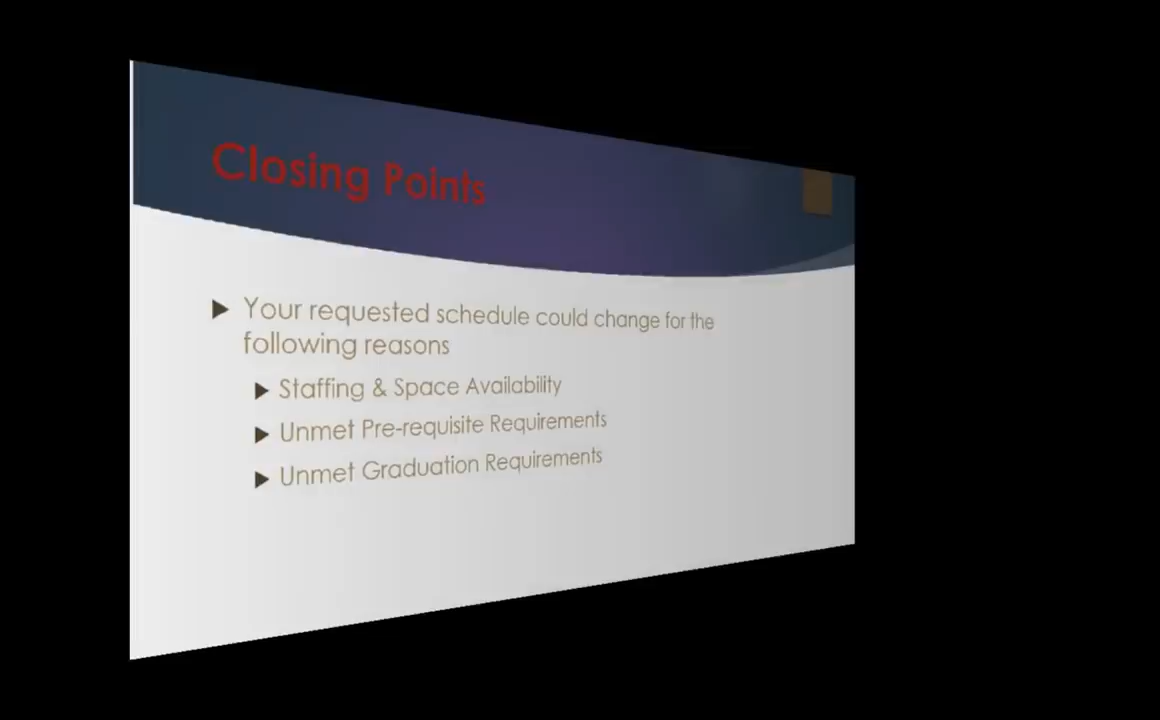 Closing Points
Your requested schedule could change for the
following reasons
Staffing & Space Availability
Unmet Pre-requisite Requirements
Unmet Graduation Requirements